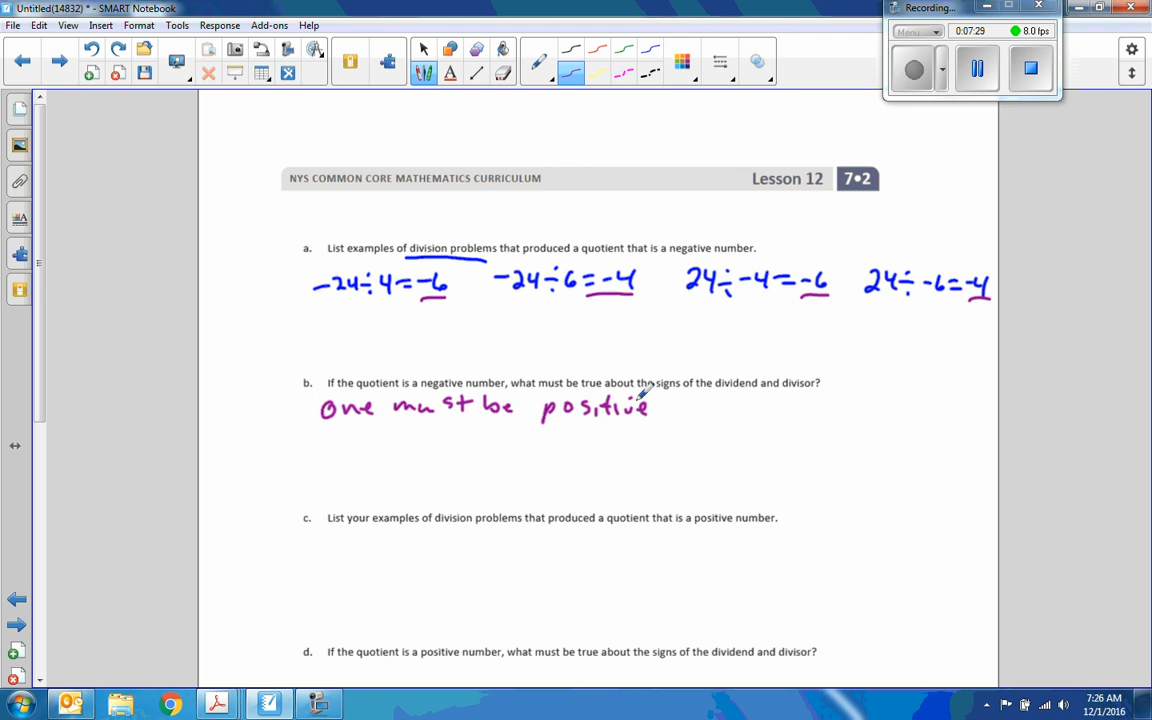 Untitled(14832) * - SMART Notebook
Recording...
File Edit View Insert Format Tools Response Add-ons Help
Menu 0:07:29 8.0 fps
NYS COMMON CORE MATHEMATICS CURRICULUM Lesson 12 7•2
a. List examples of division problems that produced a quotient that is a negative number.
-24÷4=-6 -24÷6=-4 24÷-4=-6 24÷-6=-4
b. If the quotient is a negative number, what must be true about the signs of the dividend and divisor?
One must be positive
c. List your examples of division problems that produced a quotient that is a positive number.
d. If the quotient is a positive number, what must be true about the signs of the dividend and divisor?
7:26 AM
12/1/2016